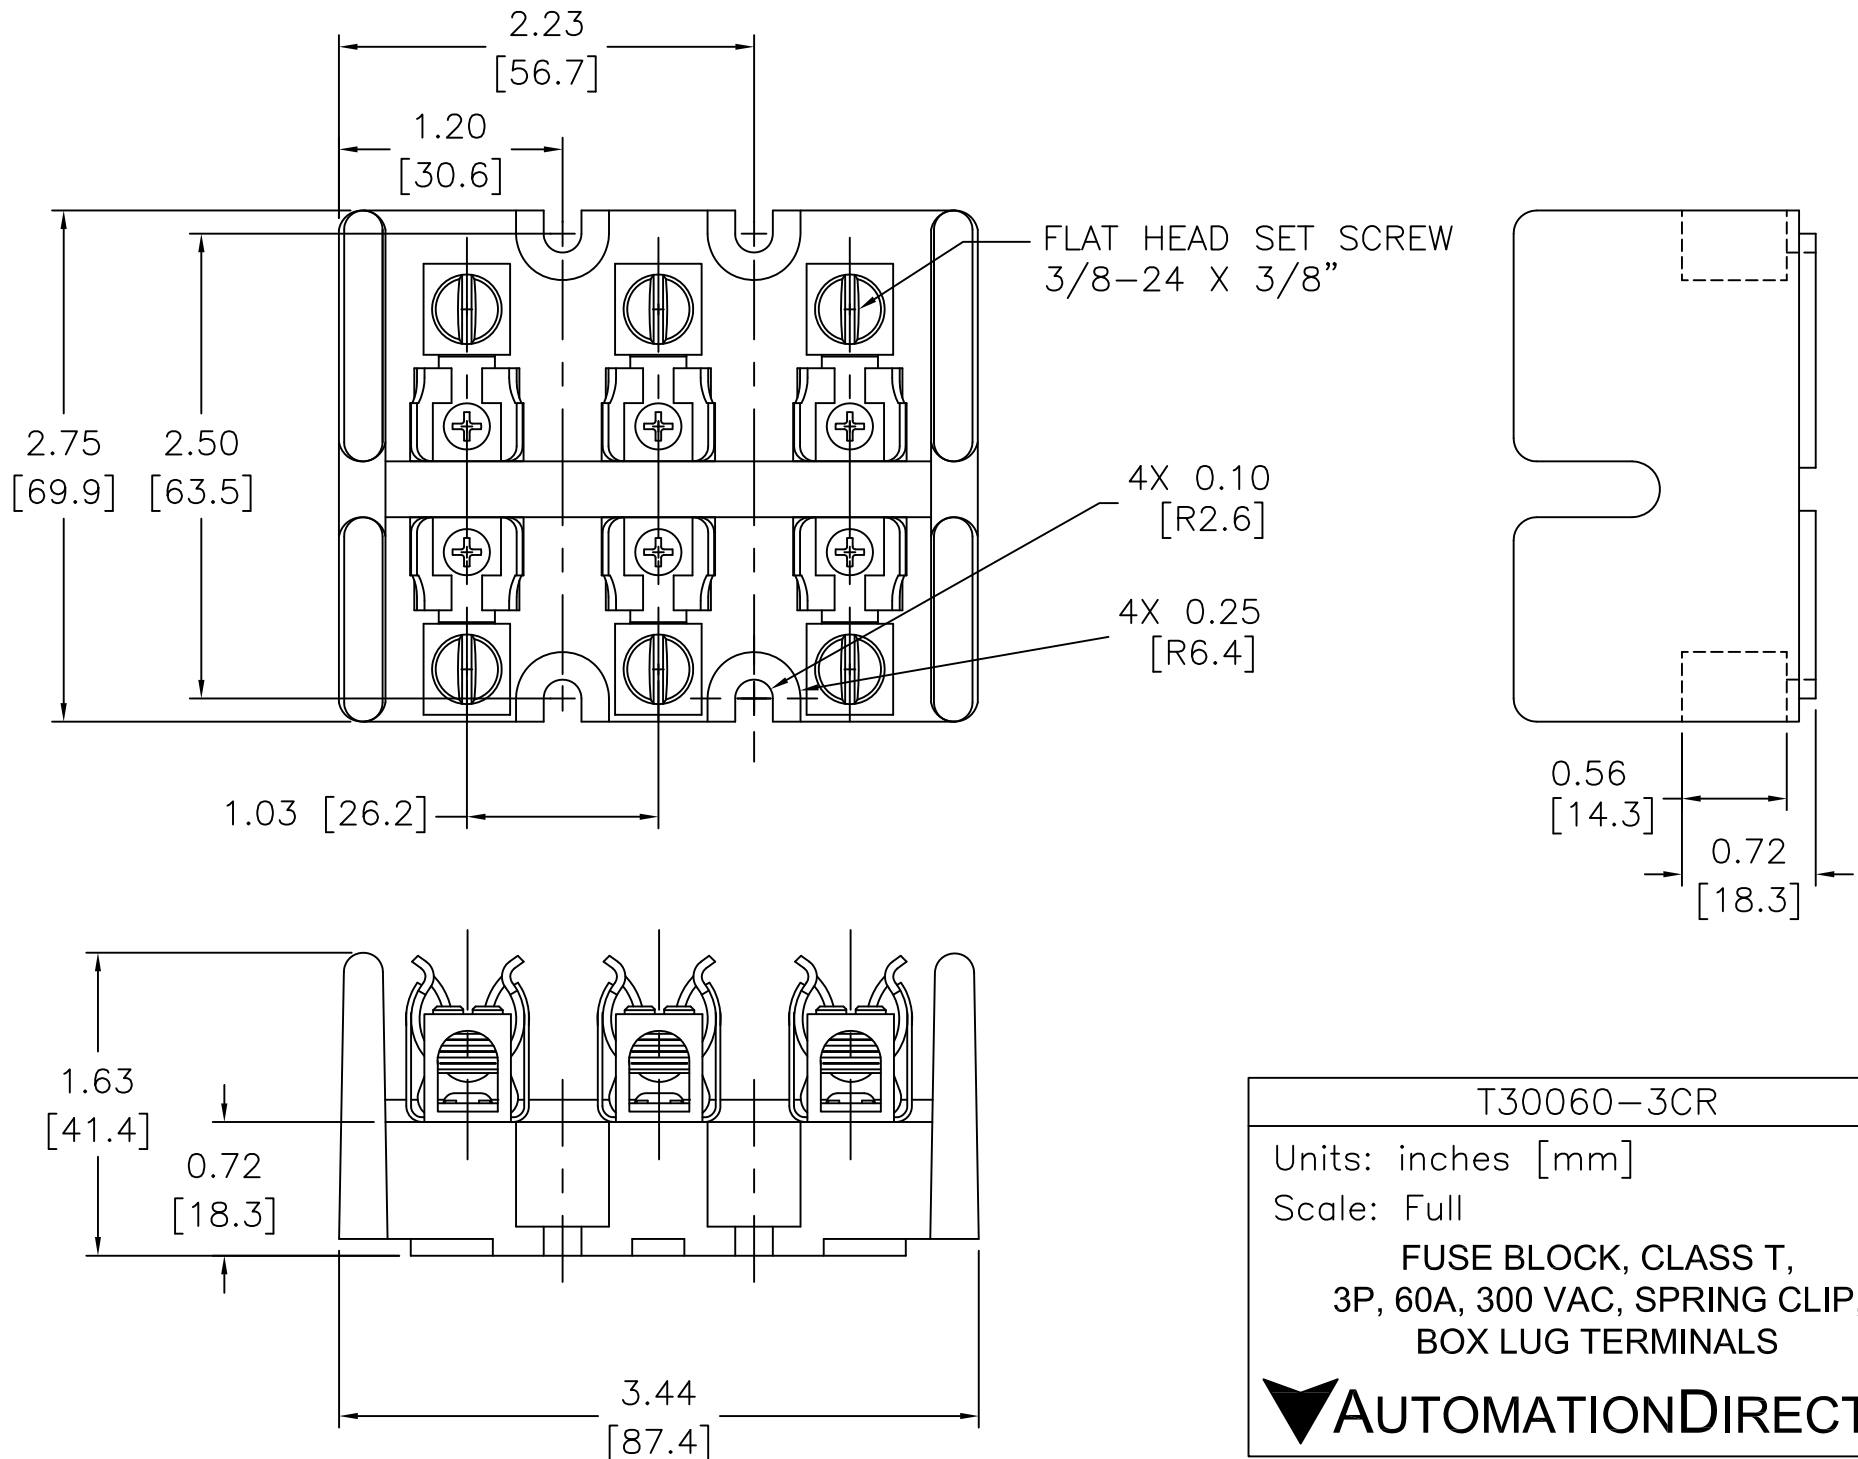 2.23
[56.7]
1.20
[30.6]
FLAT HEAD SET SCREW
3/8-24 X 3/8”
2.75
[69.9]
2.50
[63.5]
4X 0.10
[R2.6]
4X 0.25
[R6.4]
1.03 [26.2]
0.56
[14.3]
0.72
[18.3]
1.63
[41.4]
0.72
[18.3]
3.44
[87.4]
T30060-3CR
Units: inches [mm]
Scale: Full
FUSE BLOCK, CLASS T,
3P, 60A, 300 VAC, SPRING CLIP,
BOX LUG TERMINALS
AUTOMATIONDIRECT